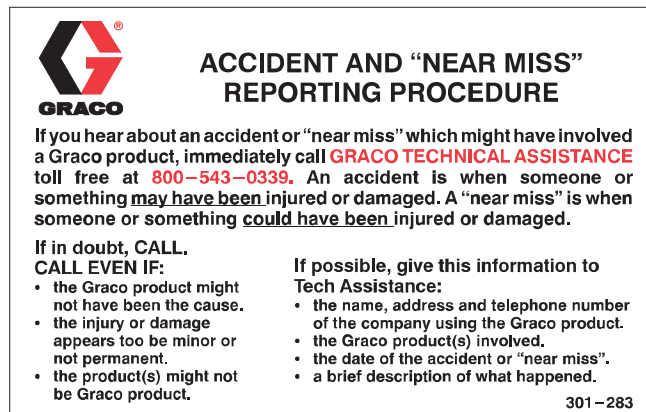 ®
GRACO
ACCIDENT AND “NEAR MISS”
REPORTING PROCEDURE
If you hear about an accident or “near miss” which might have involved
a Graco product, immediately call GRACO TECHNICAL ASSISTANCE
toll free at 800–543–0339. An accident is when someone or
something may have been injured or damaged. A “near miss” is when
someone or something could have been injured or damaged.
If in doubt, CALL.
CALL EVEN IF:
• the Graco product might
not have been the cause.
• the injury or damage
appears too be minor or
not permanent.
• the product(s) might not
be Graco product.
If possible, give this information to
Tech Assistance:
• the name, address and telephone number
of the company using the Graco product.
• the Graco product(s) involved.
• the date of the accident or “near miss”.
• a brief description of what happened.
301–283